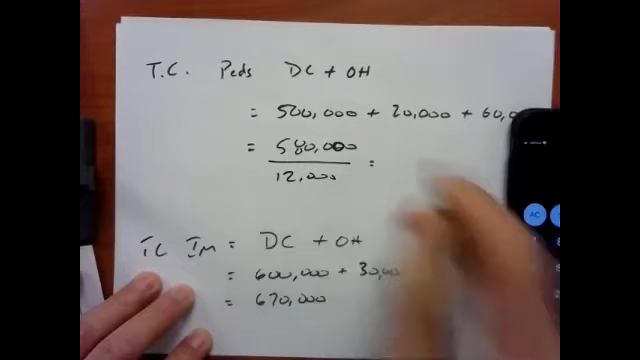 T.C. Peds DC + OH
= 500,000 + 20,000 + 60,0
= 580,000
12,000 =
TC IM = DC + OH
= 600,000 + 30,00
= 670,000
AC